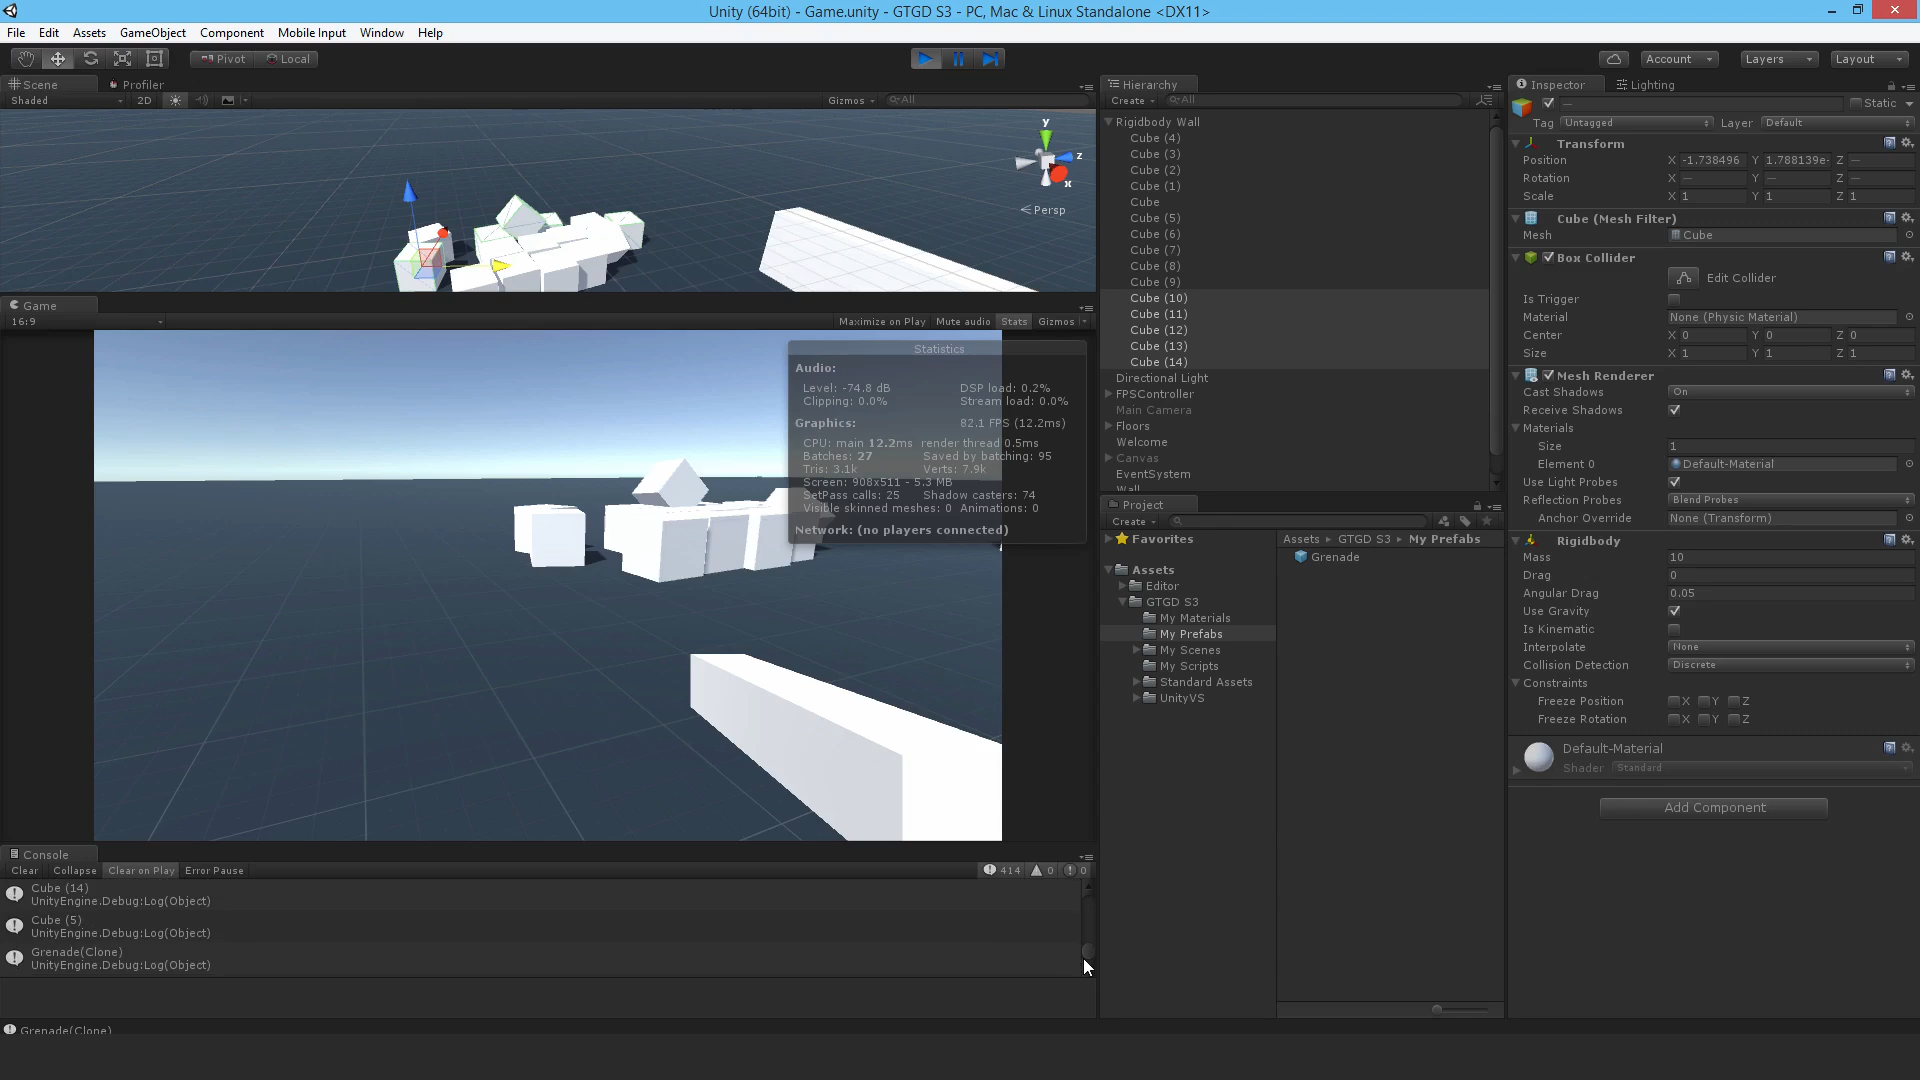 Unity (64bit) - Game.unity - GTGD S3 - PC, Mac & Linux Standalone <DX11>
File Edit Assets GameObject Component Mobile Input Window Help
Pivot Local Account Layers Layout
Scene Profiler
Shaded 2D Gizmos All
y
z
x
Persp
Game
16:9 Maximize on Play Mute audio Stats Gizmos
Statistics
Audio:
Level: -74.8 dB DSP load: 0.2%
Clipping: 0.0% Stream load: 0.0%
Graphics: 82.1 FPS (12.2ms)
CPU: main 12.2ms render thread 0.5ms
Batches: 27 Saved by batching: 95
Tris: 3.1k Verts: 7.9k
Screen: 908x511 - 5.3 MB
SetPass calls: 25 Shadow casters: 74
Visible skinned meshes: 0 Animations: 0
Network: (no players connected)
Console
Clear Collapse Clear on Play Error Pause 414 0 0
Cube (14)
UnityEngine.Debug:Log(Object)
Cube (5)
UnityEngine.Debug:Log(Object)
Grenade(Clone)
UnityEngine.Debug:Log(Object)
Grenade(Clone)
Hierarchy
Create All
Rigidbody Wall
Cube (4)
Cube (3)
Cube (2)
Cube (1)
Cube
Cube (5)
Cube (6)
Cube (7)
Cube (8)
Cube (9)
Cube (10)
Cube (11)
Cube (12)
Cube (13)
Cube (14)
Directional Light
FPSController
Main Camera
Floors
Welcome
Canvas
EventSystem
Wall
Project
Create
Favorites
Assets
Editor
GTGD S3
My Materials
My Prefabs
My Scenes
My Scripts
Standard Assets
UnityVS
Assets GTGD S3 My Prefabs
Grenade
Inspector Lighting
— Static
Tag Untagged Layer Default
Transform
Position X -1.738496 Y 1.788139e- Z —
Rotation X — Y — Z —
Scale X 1 Y 1 Z 1
Cube (Mesh Filter)
Mesh Cube
Box Collider
Edit Collider
Is Trigger
Material None (Physic Material)
Center X 0 Y 0 Z 0
Size X 1 Y 1 Z 1
Mesh Renderer
Cast Shadows On
Receive Shadows
Materials
Size 1
Element 0 Default-Material
Use Light Probes
Reflection Probes Blend Probes
Anchor Override None (Transform)
Rigidbody
Mass 10
Drag 0
Angular Drag 0.05
Use Gravity
Is Kinematic
Interpolate None
Collision Detection Discrete
Constraints
Freeze Position X Y Z
Freeze Rotation X Y Z
Default-Material
Shader Standard
Add Component